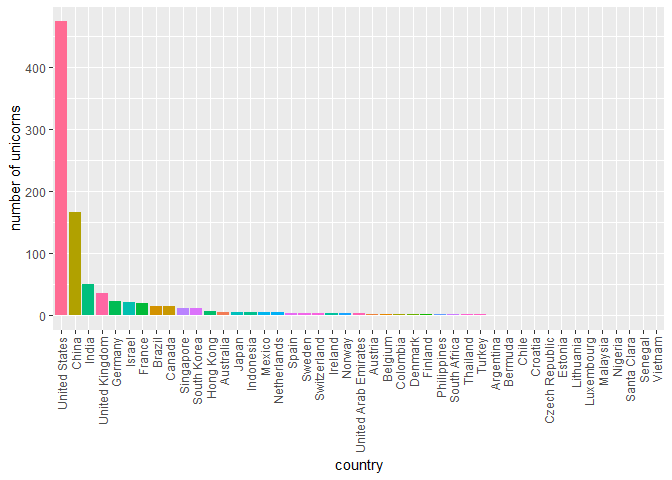 number of unicorns
400
300
200
100
0
United States
China
India
United Kingdom
Germany
Israel
France
Brazil
Canada
Singapore
South Korea
Hong Kong
Australia
Japan
Indonesia
Mexico
Netherlands
Spain
Sweden
Switzerland
Ireland
Norway
United Arab Emirates
Austria
Belgium
Colombia
Denmark
Finland
Philippines
South Africa
Thailand
Turkey
Argentina
Bermuda
Chile
Croatia
Czech Republic
Estonia
Lithuania
Luxembourg
Malaysia
Nigeria
Santa Clara
Senegal
Vietnam
country